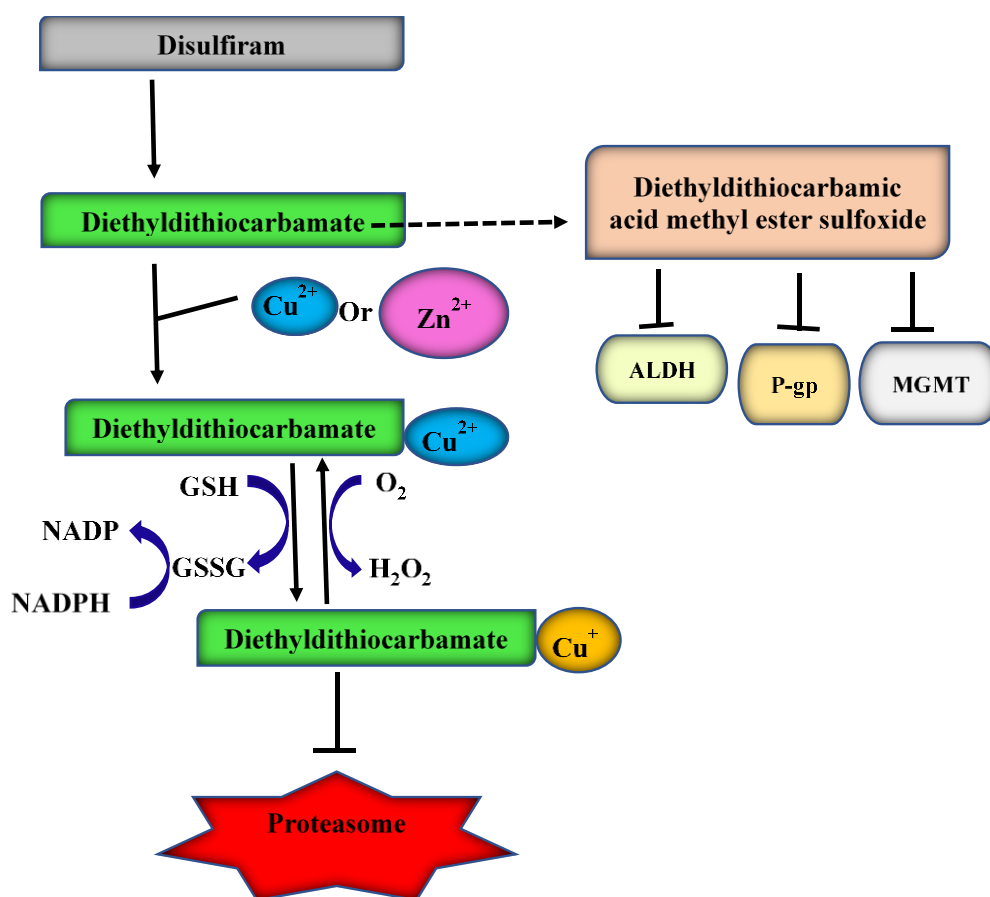 Disulfiram
Diethyldithiocarbamate
Diethyldithiocarbamic
acid methyl ester sulfoxide
Cu²⁺ Or Zn²⁺
ALDH
P-gp
MGMT
Diethyldithiocarbamate Cu²⁺
GSH
O₂
NADP
GSSG
H₂O₂
NADPH
Diethyldithiocarbamate Cu⁺
Proteasome